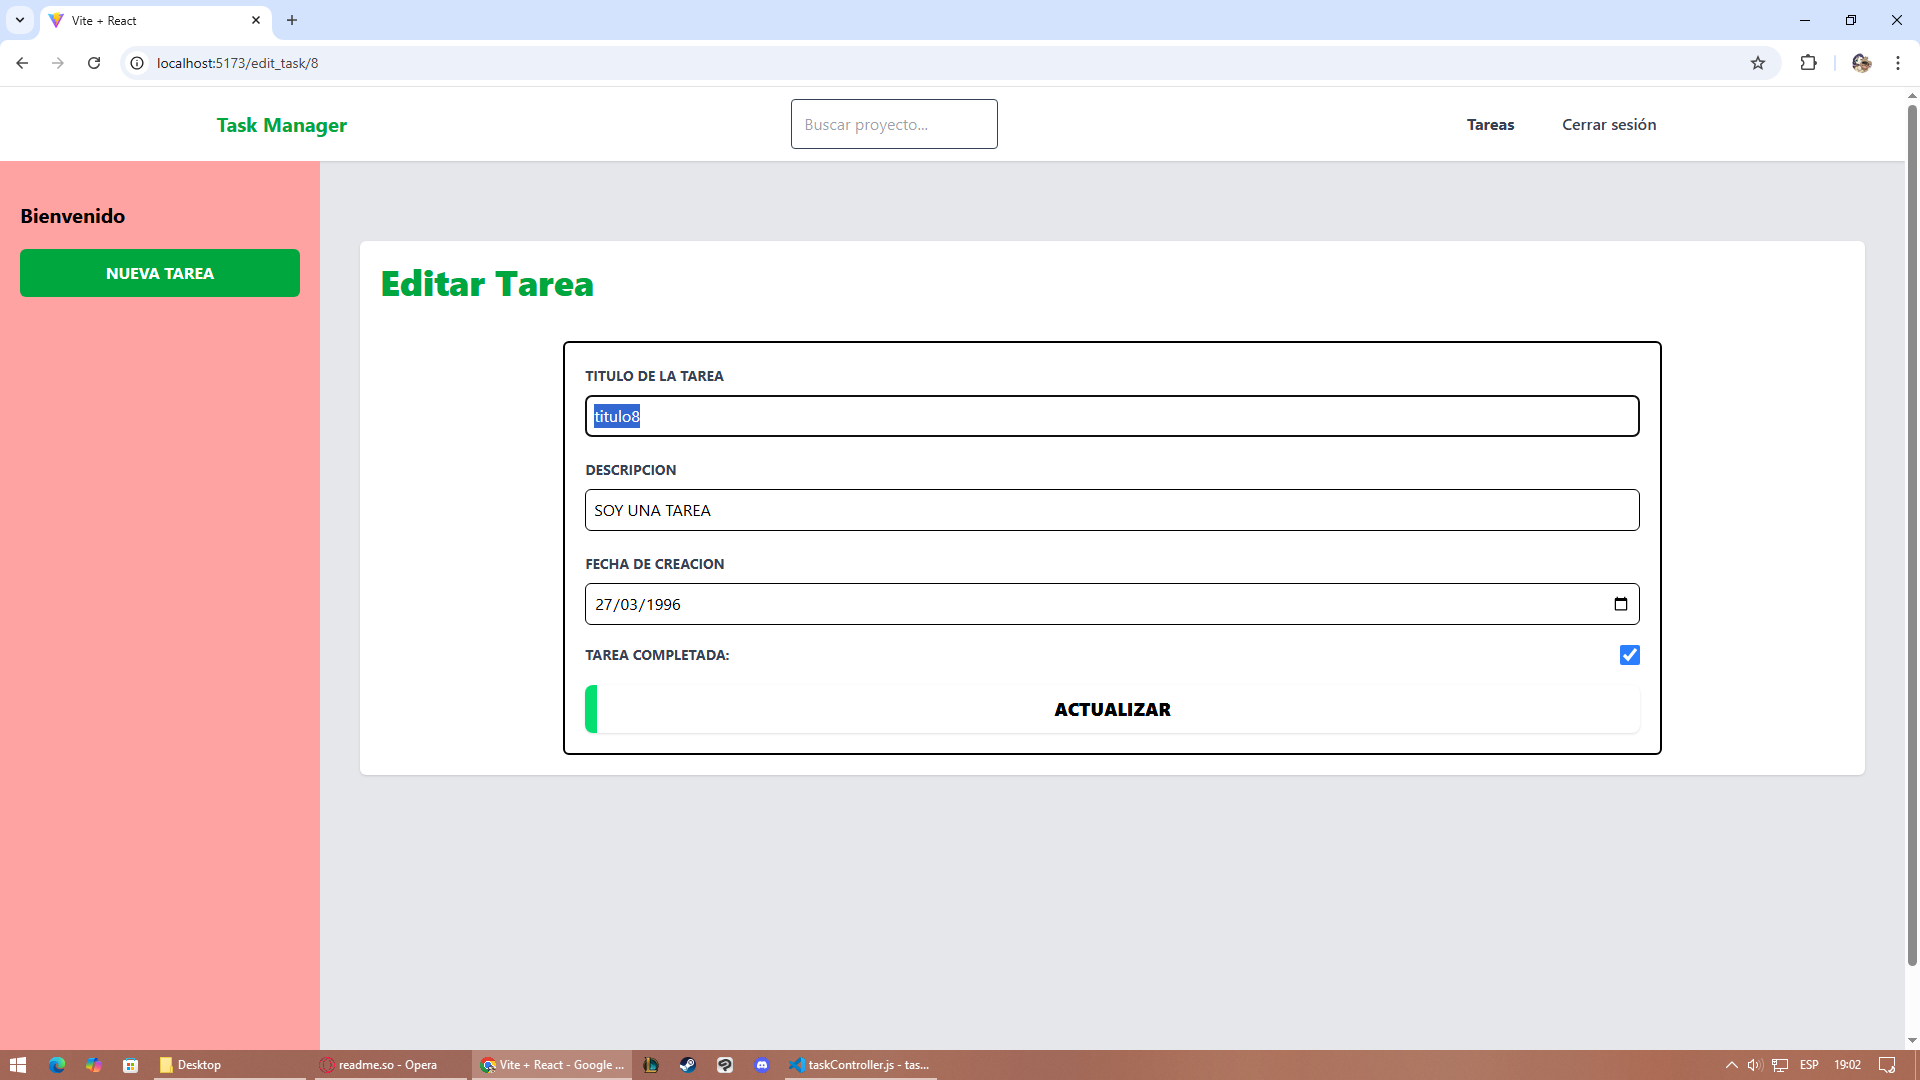 Vite + React
localhost:5173/edit_task/8
Task Manager
Buscar proyecto...
Tareas
Cerrar sesión
Bienvenido
NUEVA TAREA
Editar Tarea
TITULO DE LA TAREA
titulo8
DESCRIPCION
SOY UNA TAREA
FECHA DE CREACION
27/03/1996
TAREA COMPLETADA:
ACTUALIZAR
Desktop
readme.so - Opera
Vite + React - Google ...
taskController.js - tas...
ESP
19:02